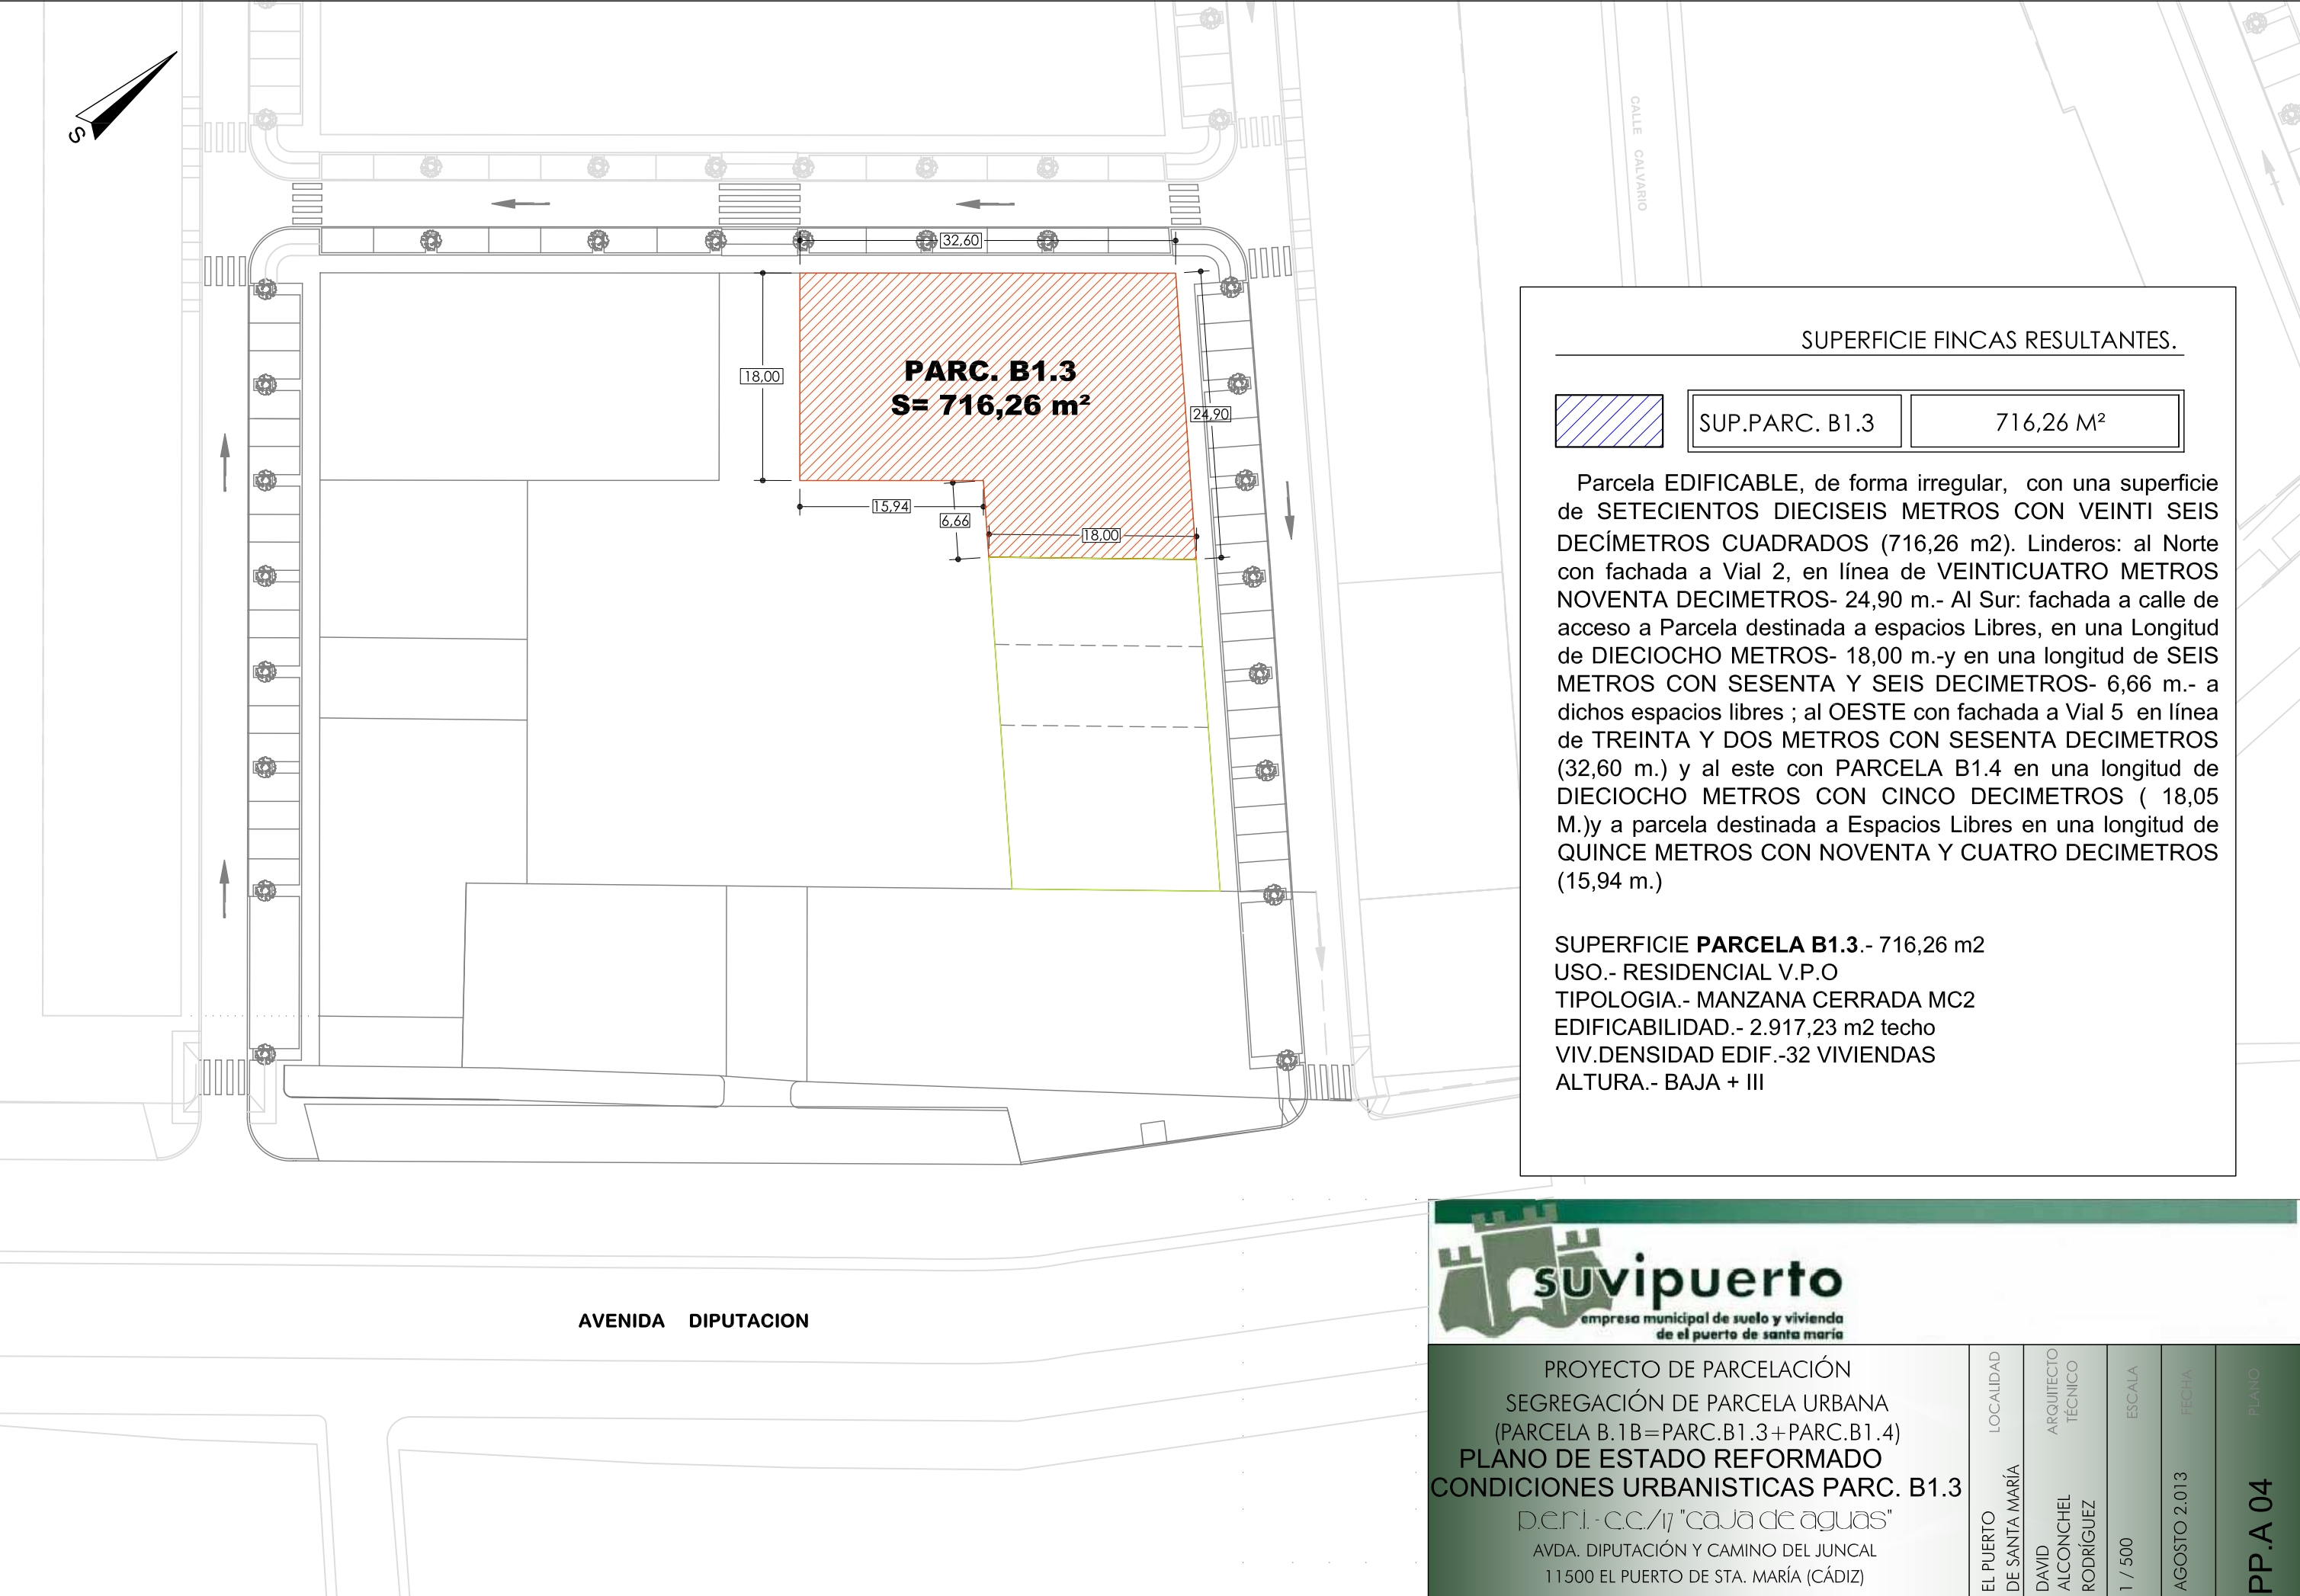 S
CALLE CALVARIO
32,60
18,00
PARC. B1.3
S= 716,26 m²
24,90
15,94
6,66
18,00
AVENIDA DIPUTACION
SUPERFICIE FINCAS RESULTANTES.
SUP.PARC. B1.3
716,26 M²
Parcela EDIFICABLE, de forma irregular, con una superficie
de SETECIENTOS DIECISEIS METROS CON VEINTI SEIS
DECÍMETROS CUADRADOS (716,26 m2). Linderos: al Norte
con fachada a Vial 2, en línea de VEINTICUATRO METROS
NOVENTA DECIMETROS- 24,90 m.- Al Sur: fachada a calle de
acceso a Parcela destinada a espacios Libres, en una Longitud
de DIECIOCHO METROS- 18,00 m.-y en una longitud de SEIS
METROS CON SESENTA Y SEIS DECIMETROS- 6,66 m.- a
dichos espacios libres ; al OESTE con fachada a Vial 5 en línea
de TREINTA Y DOS METROS CON SESENTA DECIMETROS
(32,60 m.) y al este con PARCELA B1.4 en una longitud de
DIECIOCHO METROS CON CINCO DECIMETROS ( 18,05
M.)y a parcela destinada a Espacios Libres en una longitud de
QUINCE METROS CON NOVENTA Y CUATRO DECIMETROS
(15,94 m.)
SUPERFICIE PARCELA B1.3.- 716,26 m2
USO.- RESIDENCIAL V.P.O
TIPOLOGIA.- MANZANA CERRADA MC2
EDIFICABILIDAD.- 2.917,23 m2 techo
VIV.DENSIDAD EDIF.-32 VIVIENDAS
ALTURA.- BAJA + III
suvipuerto
empresa municipal de suelo y vivienda
de el puerto de santa maría
PROYECTO DE PARCELACIÓN
SEGREGACIÓN DE PARCELA URBANA
(PARCELA B.1B=PARC.B1.3+PARC.B1.4)
PLANO DE ESTADO REFORMADO
CONDICIONES URBANISTICAS PARC. B1.3
p.e.r.i. - c.c./17 "caja de aguas"
AVDA. DIPUTACIÓN Y CAMINO DEL JUNCAL
11500 EL PUERTO DE STA. MARÍA (CÁDIZ)
LOCALIDAD
EL PUERTO
DE SANTA MARÍA
ARQUITECTO
TÉCNICO
DAVID
ALCONCHEL
RODRÍGUEZ
ESCALA
1 / 500
FECHA
AGOSTO 2.013
PLANO
PP.A 04